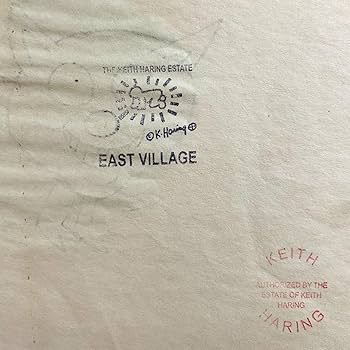 THE KEITH HARING ESTATE
©K.Haring⊕
EAST VILLAGE
KEITH
AUTHORIZED BY THE
ESTATE OF KEITH
HARING
HARING